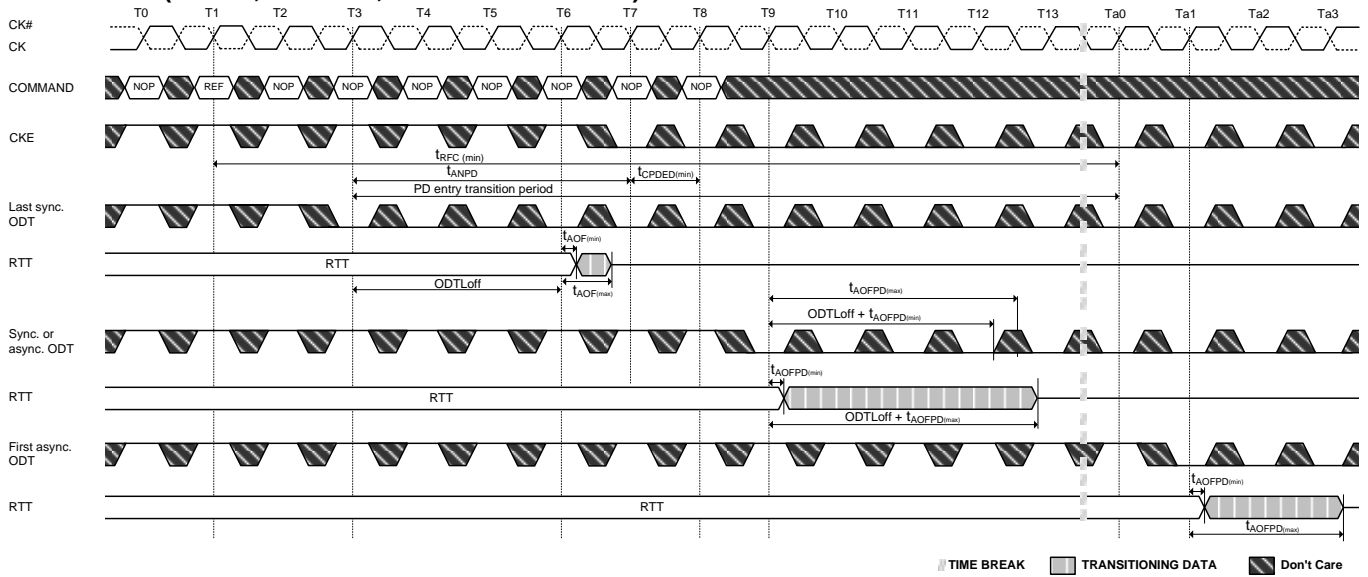 CK#
CK
T0 T1 T2 T3 T4 T5 T6 T7 T8 T9 T10 T11 T12 T13 Ta0 Ta1 Ta2 Ta3
COMMAND
NOP REF NOP NOP NOP NOP NOP NOP NOP
CKE
tRFC (min)
tANPD tCPDED(min)
PD entry transition period
Last sync.
ODT
tAOF(min)
RTT RTT
ODTLoff tAOF(max)
tAOFPD(max)
ODTLoff + tAOFPD(min)
Sync. or
async. ODT
tAOFPD(min)
RTT RTT
ODTLoff + tAOFPD(max)
First async.
ODT
tAOFPD(min)
RTT RTT
tAOFPD(max)
TIME BREAK TRANSITIONING DATA Don't Care